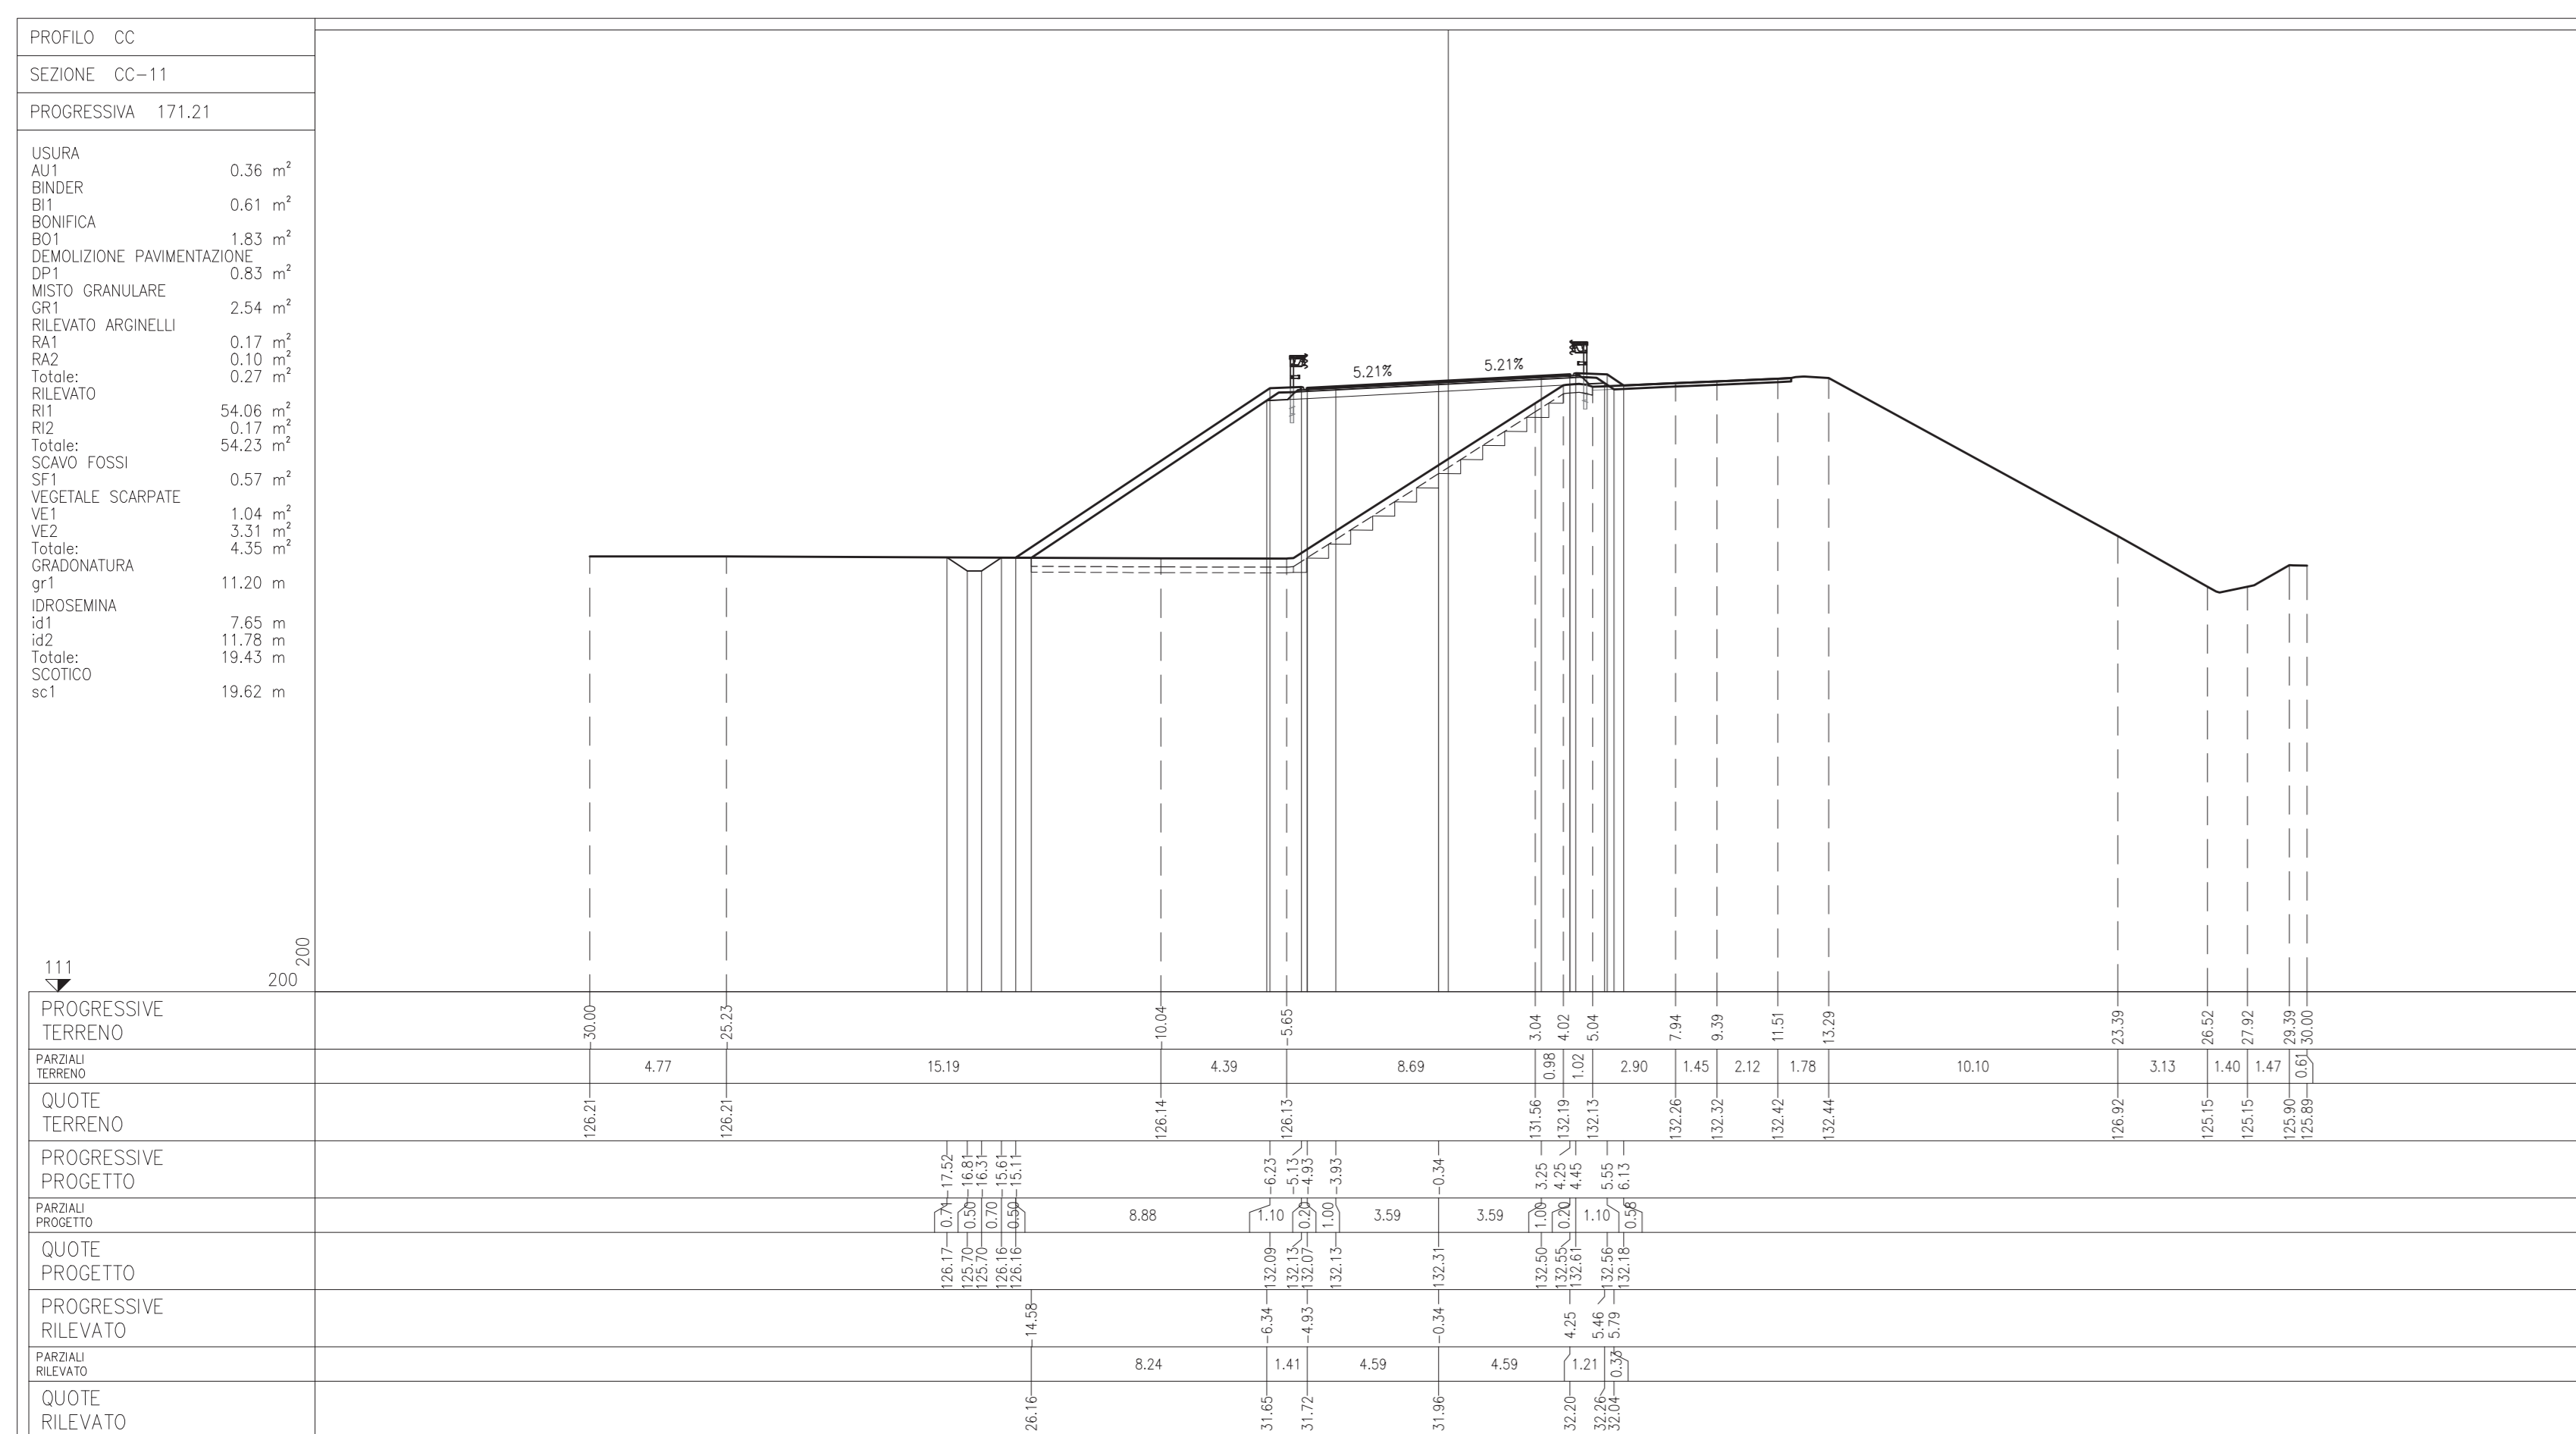 PROFILO CC
SEZIONE CC-11
PROGRESSIVA 171.21
USURA
AU1 0.36 m²
BINDER
BI1 0.61 m²
BONIFICA
BO1 1.83 m²
DEMOLIZIONE PAVIMENTAZIONE
DP1 0.83 m²
MISTO GRANULARE
GR1 2.54 m²
RILEVATO ARGINELLI
RA1 0.17 m²
RA2 0.10 m²
Totale: 0.27 m²
RILEVATO
RI1 54.06 m²
RI2 0.17 m²
Totale: 54.23 m²
SCAVO FOSSI
SF1 0.57 m²
VEGETALE SCARPATE
VE1 1.04 m²
VE2 3.31 m²
Totale: 4.35 m²
GRADONATURA
gr1 11.20 m
IDROSEMINA
id1 7.65 m
id2 11.78 m
Totale: 19.43 m
SCOTICO
sc1 19.62 m
5.21% 5.21%
200
111 200
PROGRESSIVE
TERRENO
-30.00 -25.23 -10.04 -5.65 3.04 4.02 5.04 7.94 9.39 11.51 13.29 23.39 26.52 27.92 29.39 30.00
PARZIALI
TERRENO
4.77 15.19 4.39 8.69 0.98 1.02 2.90 1.45 2.12 1.78 10.10 3.13 1.40 1.47 0.61
QUOTE
TERRENO
126.21 126.21 126.14 126.13 131.56 132.19 132.13 132.26 132.32 132.42 132.44 126.92 125.15 125.15 125.90 125.89
PROGRESSIVE
PROGETTO
-17.52 -16.81 -16.31 -15.61 -15.11 -6.23 -5.13 -4.93 -3.93 -0.34 3.25 4.25 4.45 5.55 6.13
PARZIALI
PROGETTO
0.71 0.50 0.70 0.50 8.88 1.10 0.20 1.00 3.59 3.59 1.00 0.20 1.10 0.58
QUOTE
PROGETTO
126.17 125.70 125.70 126.16 126.16 132.09 132.13 132.07 132.13 132.31 132.50 132.55 132.61 132.56 132.18
PROGRESSIVE
RILEVATO
-14.58 -6.34 -4.93 -0.34 4.25 5.46 5.79
PARZIALI
RILEVATO
8.24 1.41 4.59 4.59 1.21 0.33
QUOTE
RILEVATO
26.16 31.65 31.72 31.96 32.20 32.26 32.04